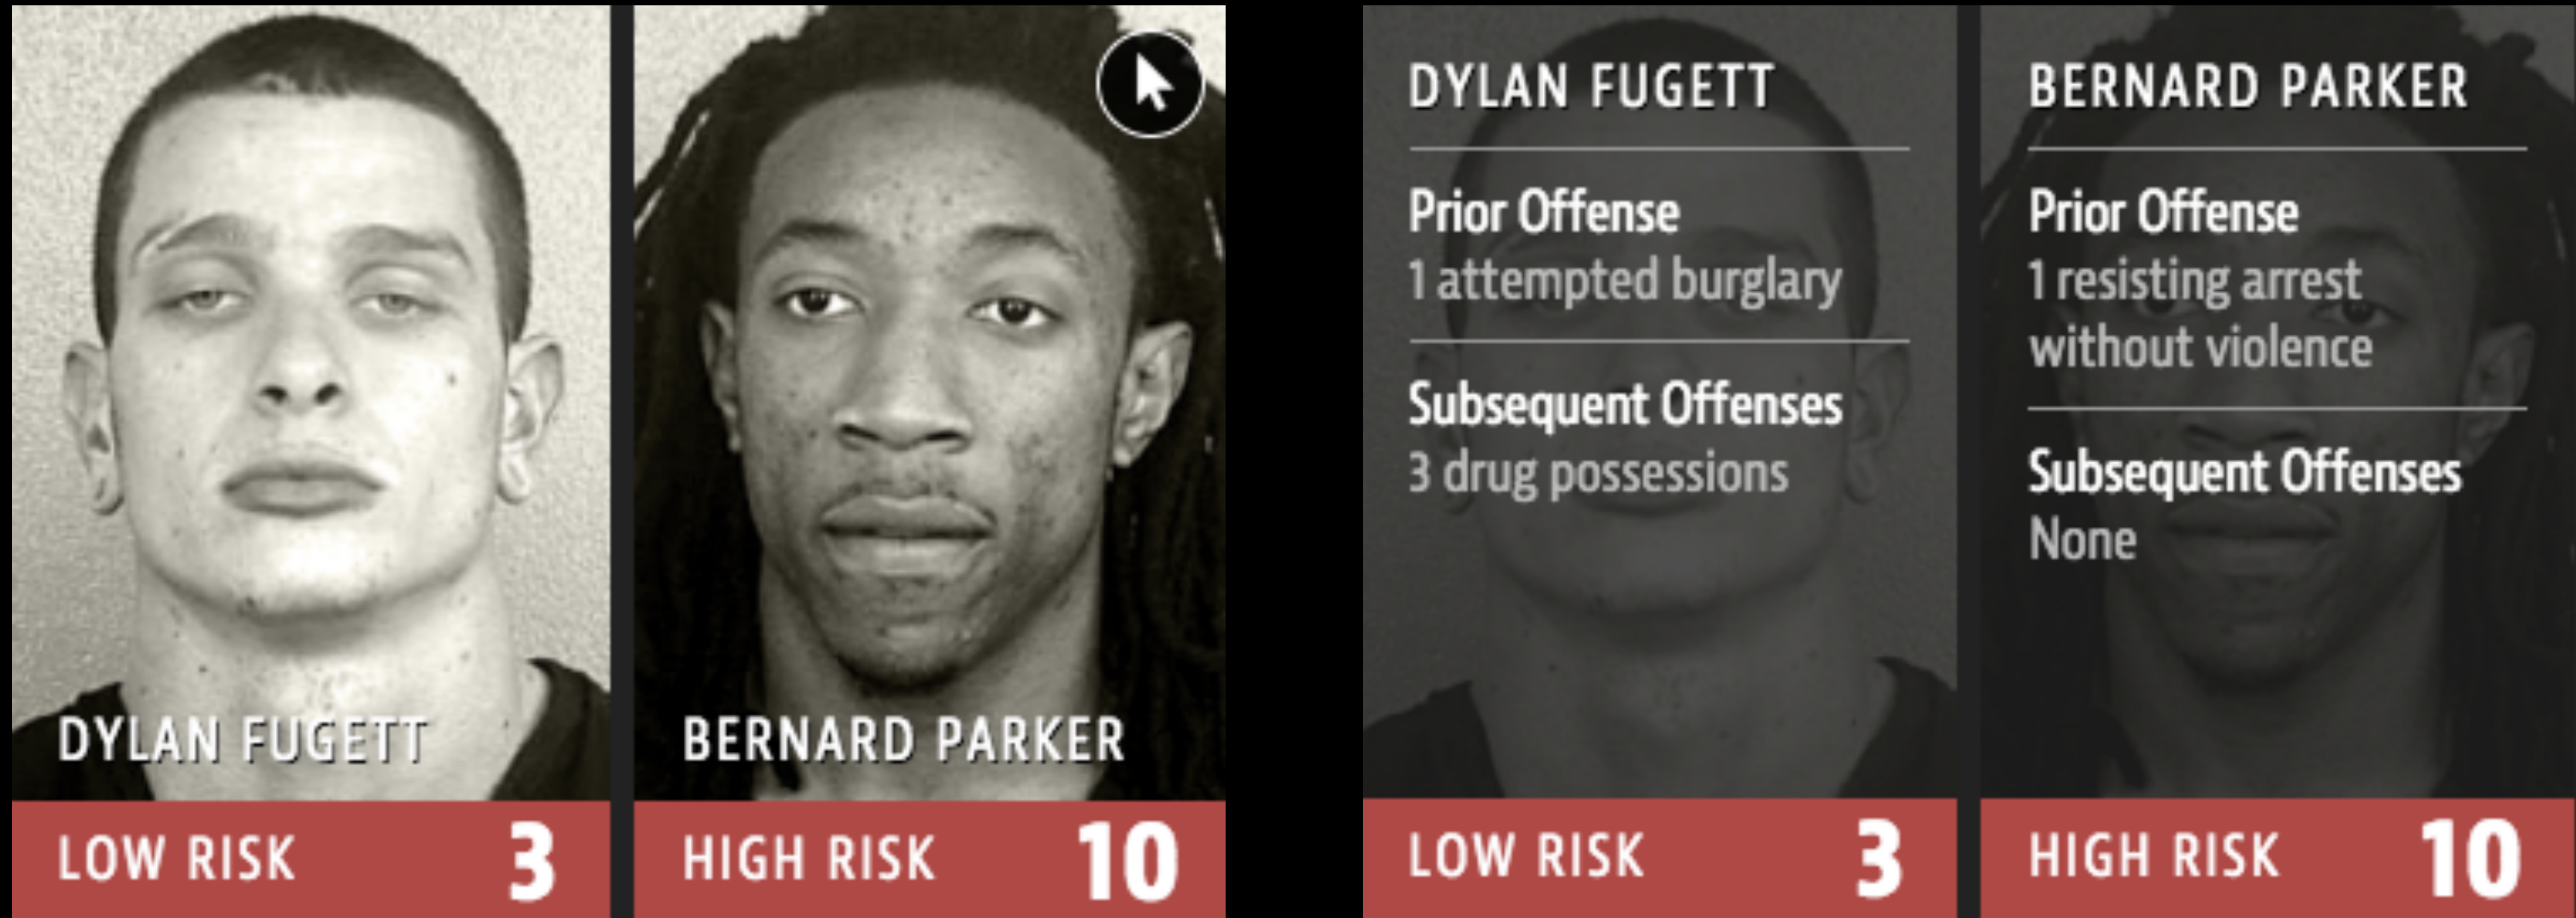 DYLAN FUGETT
LOW RISK 3
BERNARD PARKER
HIGH RISK 10
DYLAN FUGETT
Prior Offense
1 attempted burglary
Subsequent Offenses
3 drug possessions
LOW RISK 3
BERNARD PARKER
Prior Offense
1 resisting arrest
without violence
Subsequent Offenses
None
HIGH RISK 10